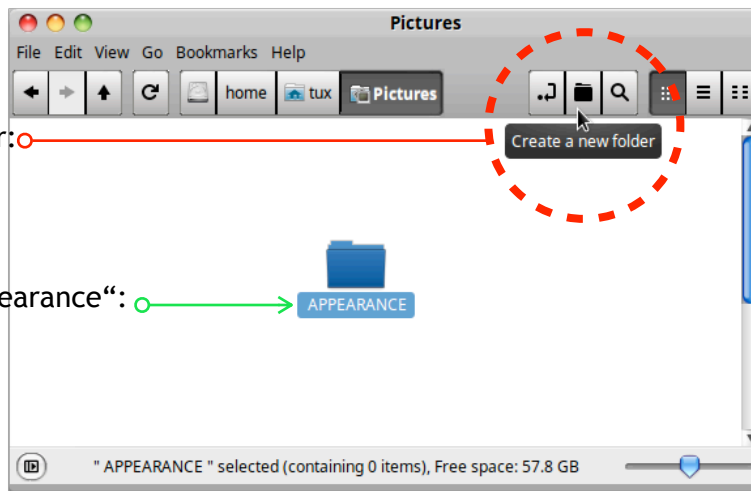 Pictures
File Edit View Go Bookmarks Help
home tux Pictures
r:
Create a new folder
earance“:
APPEARANCE
" APPEARANCE " selected (containing 0 items), Free space: 57.8 GB